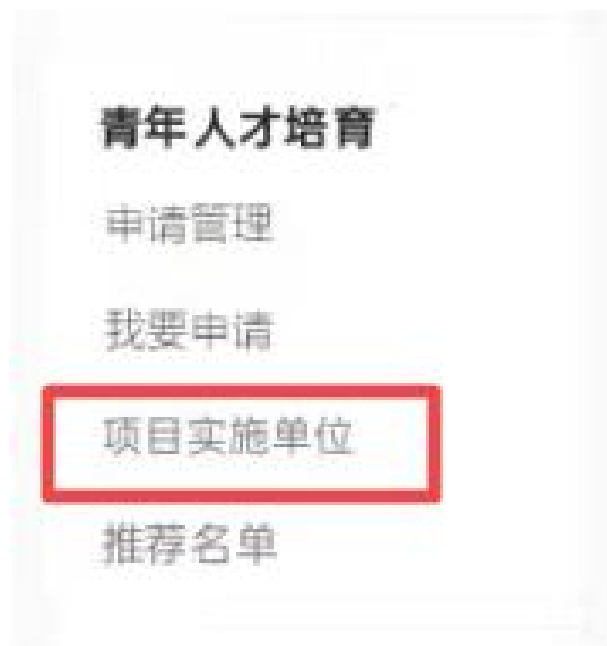 青年人才培育
申请管理
我要申请
项目实施单位
推荐名单